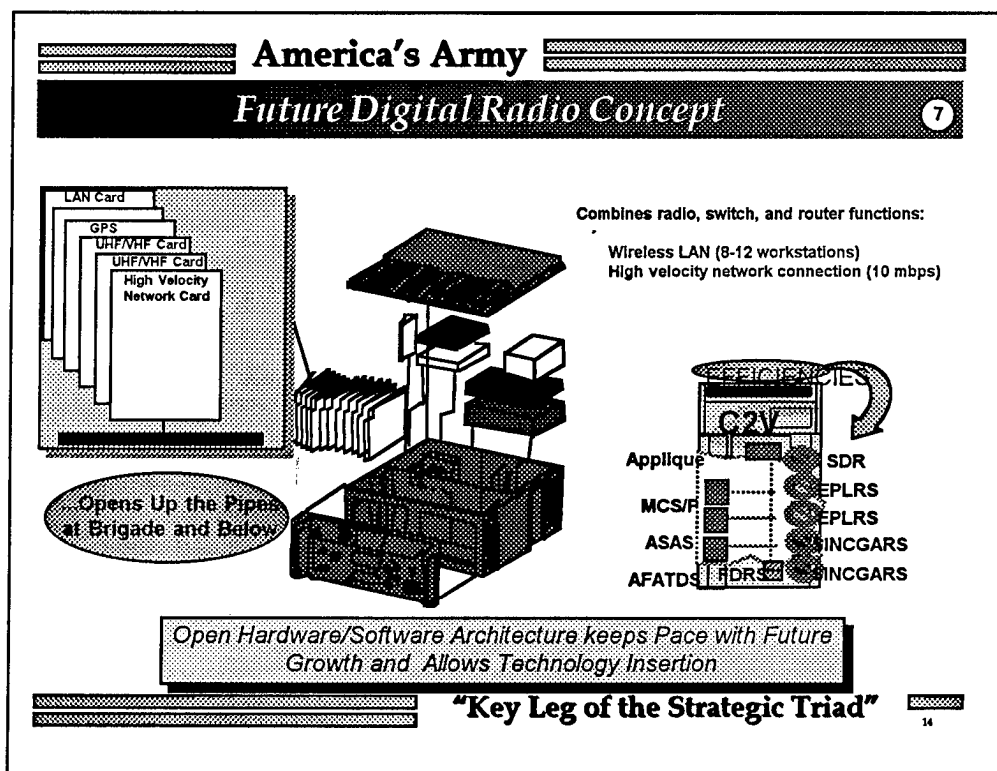 America's Army
Future Digital Radio Concept
7
LAN Card
GPS
UHF/VHF Card
UHF/VHF Card
High Velocity
Network Card
Combines radio, switch, and router functions:
Wireless LAN (8-12 workstations)
High velocity network connection (10 mbps)
...Opens Up the Pipes
at Brigade and Below
EFFICIENCIES
C2V
Applique
SDR
EPLRS
MCS/P
EPLRS
ASAS
SINCGARS
AFATDS
FDRS
SINCGARS
Open Hardware/Software Architecture keeps Pace with Future
Growth and Allows Technology Insertion
"Key Leg of the Strategic Triad"
14